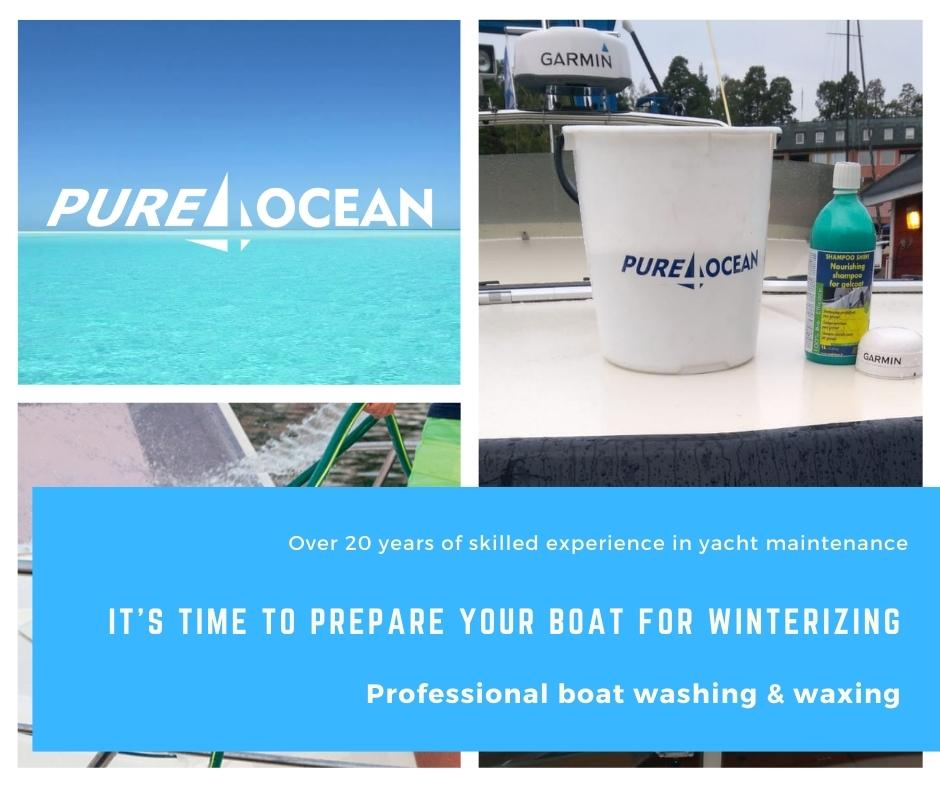 PURE OCEAN
GARMIN
PURE OCEAN
SHAMPOO SHINY
Nourishing
shampoo
for gelcoat
GARMIN
Over 20 years of skilled experience in yacht maintenance
IT'S TIME TO PREPARE YOUR BOAT FOR WINTERIZING
Professional boat washing & waxing